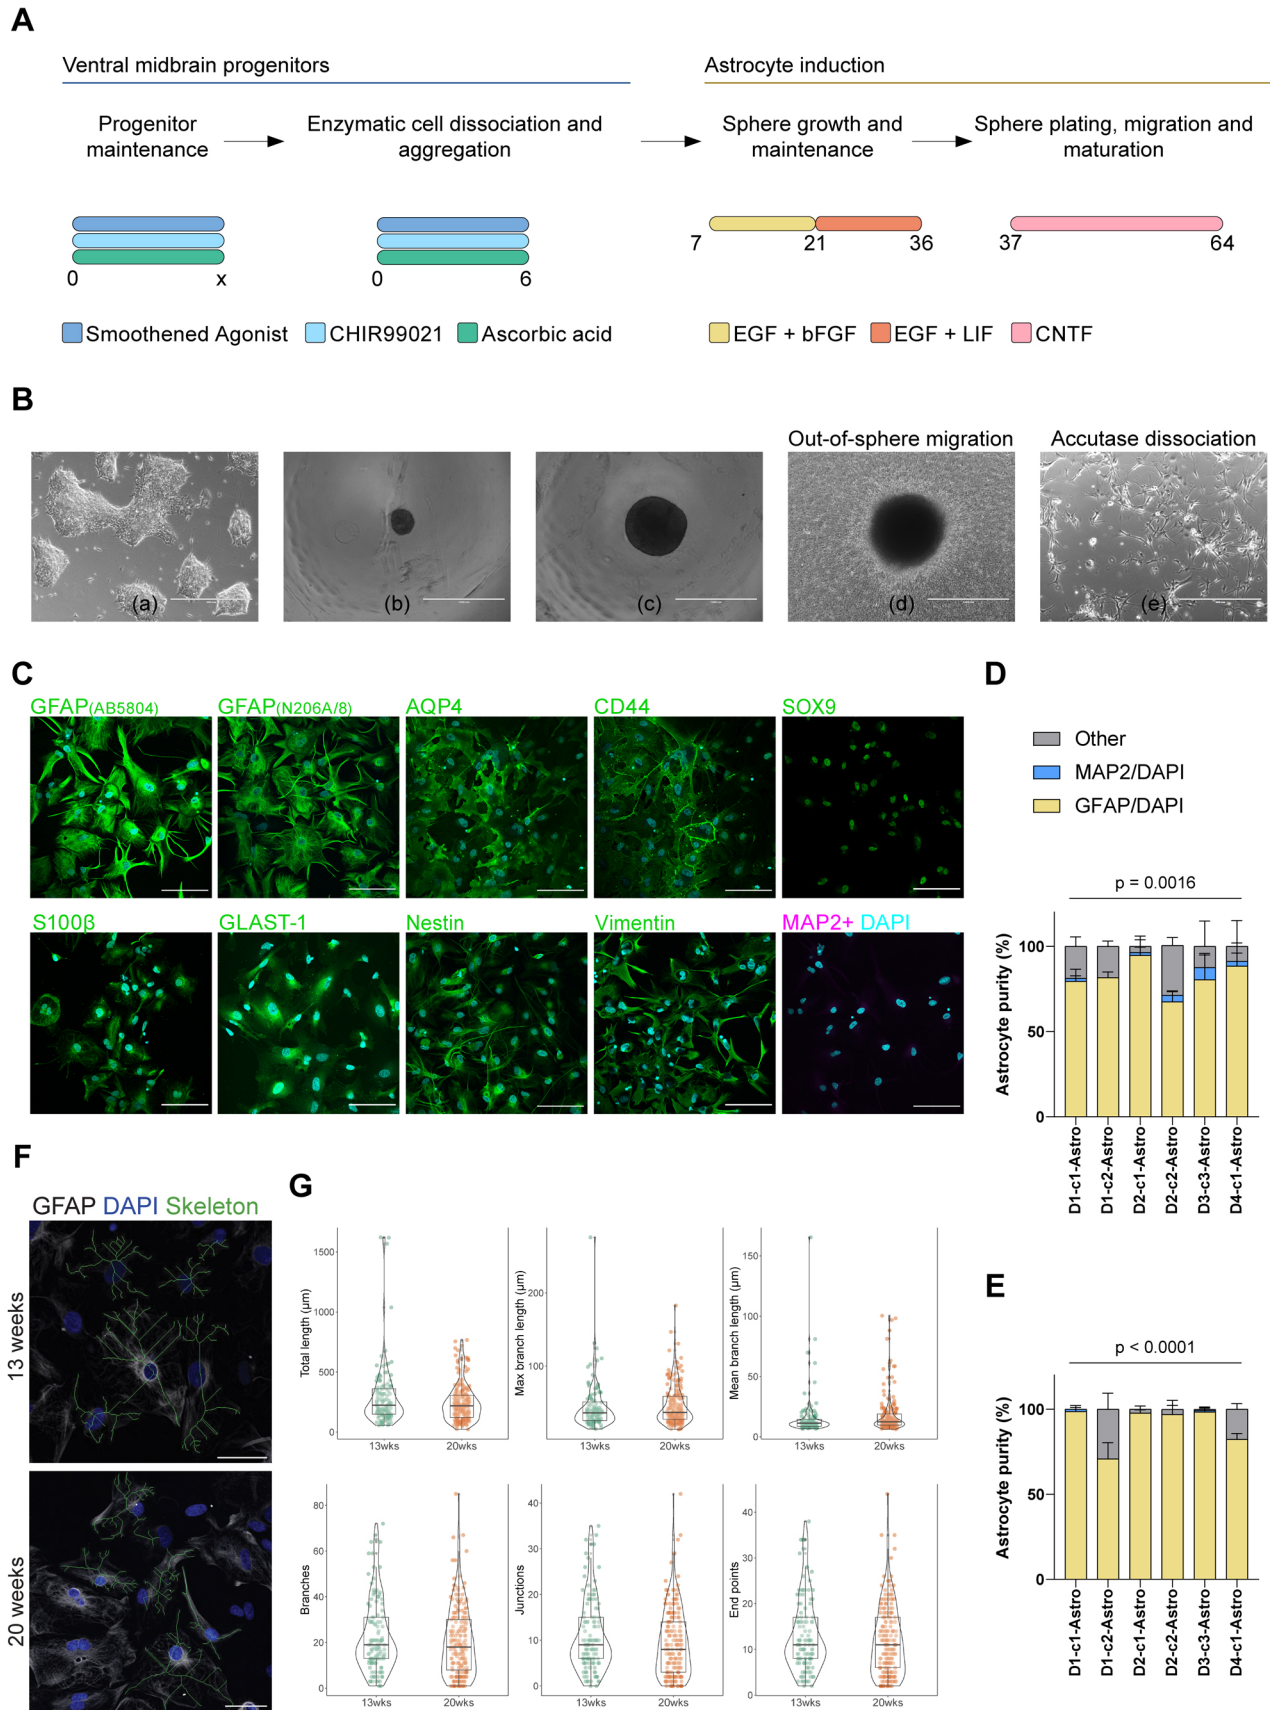 A
Ventral midbrain progenitors
Astrocyte induction
Progenitor
maintenance
Enzymatic cell dissociation and
aggregation
Sphere growth and
maintenance
Sphere plating, migration and
maturation
0 x
0 6
7 21 36
37 64
Smoothened Agonist CHIR99021 Ascorbic acid
EGF + bFGF EGF + LIF CNTF
B
Out-of-sphere migration
Accutase dissociation
(a) (b) (c) (d) (e)
C
GFAP(AB5804) GFAP(N206A/8) AQP4 CD44 SOX9
S100β GLAST-1 Nestin Vimentin MAP2+ DAPI
D
Other
MAP2/DAPI
GFAP/DAPI
p = 0.0016
Astrocyte purity (%)
100
50
0
D1-c1-Astro
D1-c2-Astro
D2-c1-Astro
D2-c2-Astro
D3-c3-Astro
D4-c1-Astro
E
p < 0.0001
Astrocyte purity (%)
100
50
0
D1-c1-Astro
D1-c2-Astro
D2-c1-Astro
D2-c2-Astro
D3-c3-Astro
D4-c1-Astro
F
GFAP DAPI Skeleton
13 weeks
20 weeks
G
Total length (µm)
1500
1000
500
0
13wks 20wks
Max branch length (µm)
200
100
13wks 20wks
Mean branch length (µm)
150
100
50
0
13wks 20wks
Branches
80
60
40
20
0
13wks 20wks
Junctions
40
30
20
10
0
13wks 20wks
End points
40
30
20
10
0
13wks 20wks